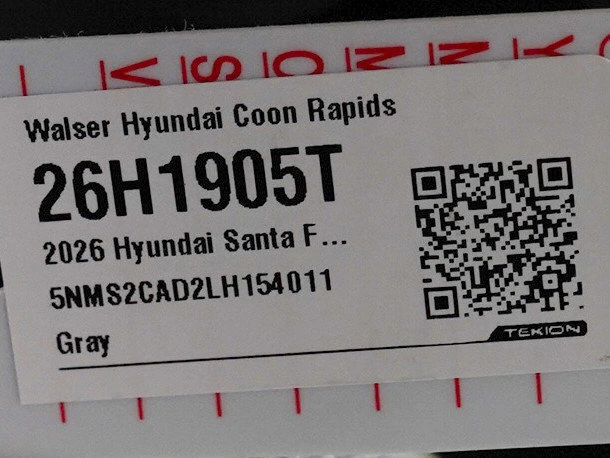 V S O M M Y
Walser Hyundai Coon Rapids
26H1905T
2026 Hyundai Santa F...
5NMS2CAD2LH154011
Gray
TEKION